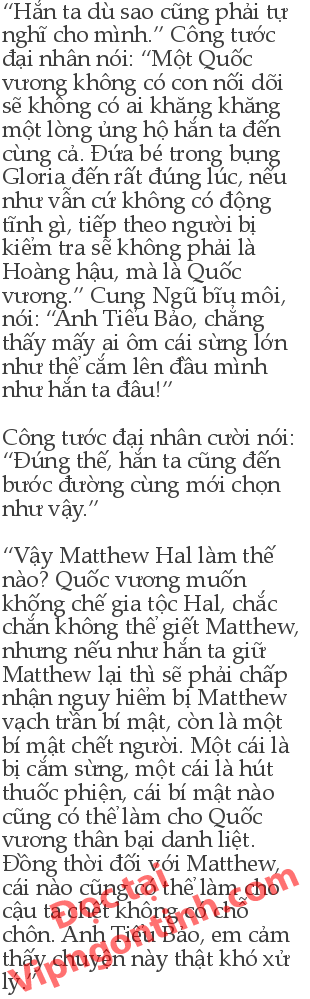 “Hắn ta dù sao cũng phải tự
nghĩ cho mình.” Công tước
đại nhân nói: “Một Quốc
vương không có con nối dõi
sẽ không có ai khăng khăng
một lòng ủng hộ hắn ta đến
cùng cả. Đứa bé trong bụng
Gloria đến rất đúng lúc, nếu
như vẫn cứ không có động
tĩnh gì, tiếp theo người bị
kiểm tra sẽ không phải là
Hoàng hậu, mà là Quốc
vương.” Cung Ngũ bĩu môi,
nói: “Anh Tiểu Bảo, chẳng
thấy mấy ai ôm cái sừng lớn
như thể cắm lên đầu mình
như hắn ta đâu!”
Công tước đại nhân cười nói:
“Đúng thế, hắn ta cũng đến
bước đường cùng mới chọn
như vậy.”
“Vậy Matthew Hal làm thế
nào? Quốc vương muốn
khống chế gia tộc Hal, chắc
chắn không thể giết Matthew,
nhưng nếu như hắn ta giữ
Matthew lại thì sẽ phải chấp
nhận nguy hiểm bị Matthew
vạch trần bí mật, còn là một
bí mật chết người. Một cái là
bị cắm sừng, một cái là hút
thuốc phiện, cái bí mật nào
cũng có thể làm cho Quốc
vương thân bại danh liệt.
Đồng thời đối với Matthew,
cái nào cũng có thể làm cho
cậu ta chết không có chỗ
chôn. Anh Tiểu Bảo, em cảm
thấy chuyện này thật khó xử
lý.”
Đọc tại
Vipngontinh.com